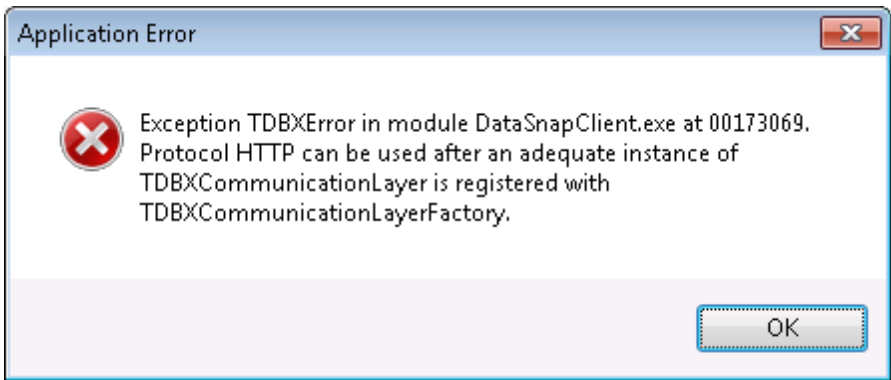 Application Error
Exception TDBXError in module DataSnapClient.exe at 00173069.
Protocol HTTP can be used after an adequate instance of
TDBXCommunicationLayer is registered with
TDBXCommunicationLayerFactory.
OK